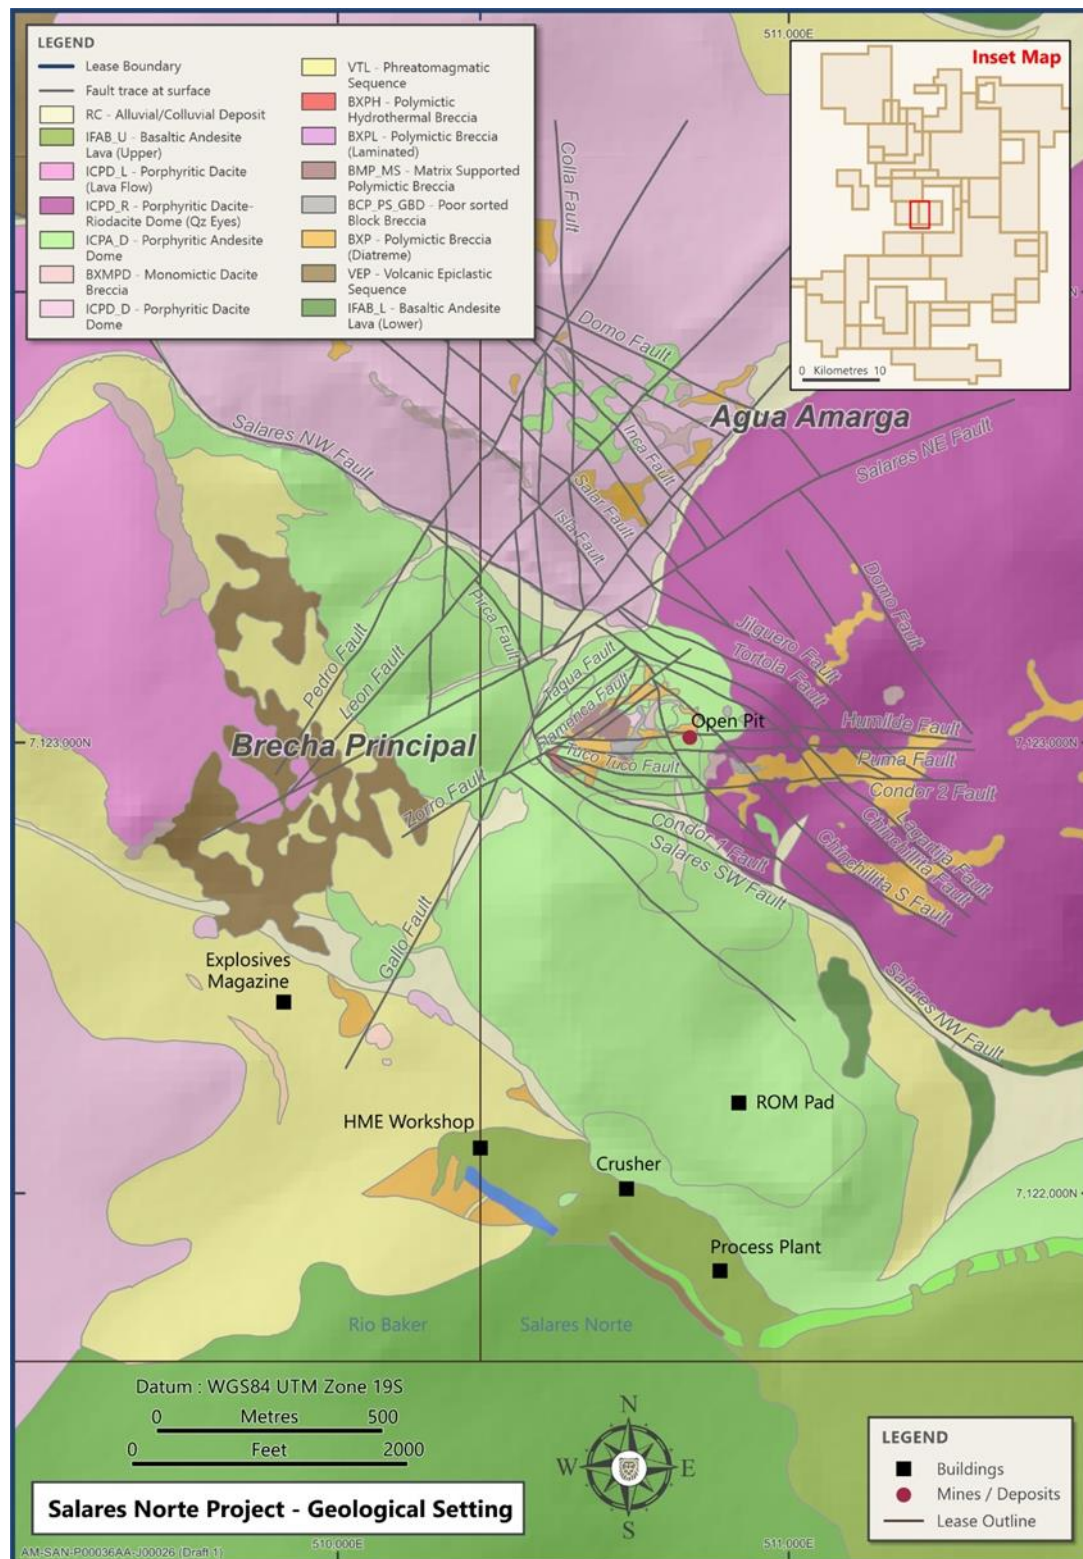 LEGEND
Lease Boundary
Fault trace at surface
RC - Alluvial/Colluvial Deposit
IFAB_U - Basaltic Andesite
Lava (Upper)
ICPD_L - Porphyritic Dacite
(Lava Flow)
ICPD_R - Porphyritic Dacite-
Riodacite Dome (Qz Eyes)
ICPA_D - Porphyritic Andesite
Dome
BXMPD - Monomictic Dacite
Breccia
ICPD_D - Porphyritic Dacite
Dome
VTL - Phreatomagmatic
Sequence
BXPH - Polymictic
Hydrothermal Breccia
BXPL - Polymictic Breccia
(Laminated)
BMP_MS - Matrix Supported
Polymictic Breccia
BCP_PS_GBD - Poor sorted
Block Breccia
BXP - Polymictic Breccia
(Diatreme)
VEP - Volcanic Epiclastic
Sequence
IFAB_L - Basaltic Andesite
Lava (Lower)
511,000E
Inset Map
0 Kilometres 10
Colla Fault
Domo Fault
Agua Amarga
Salares NW Fault
Inca Fault
Salares NE Fault
Salar Fault
Isla Fault
Domo Fault
Pirca Fault
Pedro Fault
Leon Fault
Jilguero Fault
Tortola Fault
Tagua Fault
Flamenca Fault
Open Pit
Humilde Fault
7,123,000N
Brecha Principal
Tuco Tuco Fault
Puma Fault
7,123,000N
Zorro Fault
Condor 2 Fault
Lagartija Fault
Chinchillita Fault
Condor 1 Fault
Salares SW Fault
Chinchillita S Fault
Gallo Fault
Explosives
Magazine
Salares NW Fault
ROM Pad
HME Workshop
Crusher
7,122,000N
Process Plant
Rio Baker
Salares Norte
Datum : WGS84 UTM Zone 19S
0 Metres 500
0 Feet 2000
N
W
E
S
LEGEND
Buildings
Mines / Deposits
Lease Outline
Salares Norte Project - Geological Setting
AM-SAN-P00036AA-J00026 (Draft 1)
510,000E
511,000E